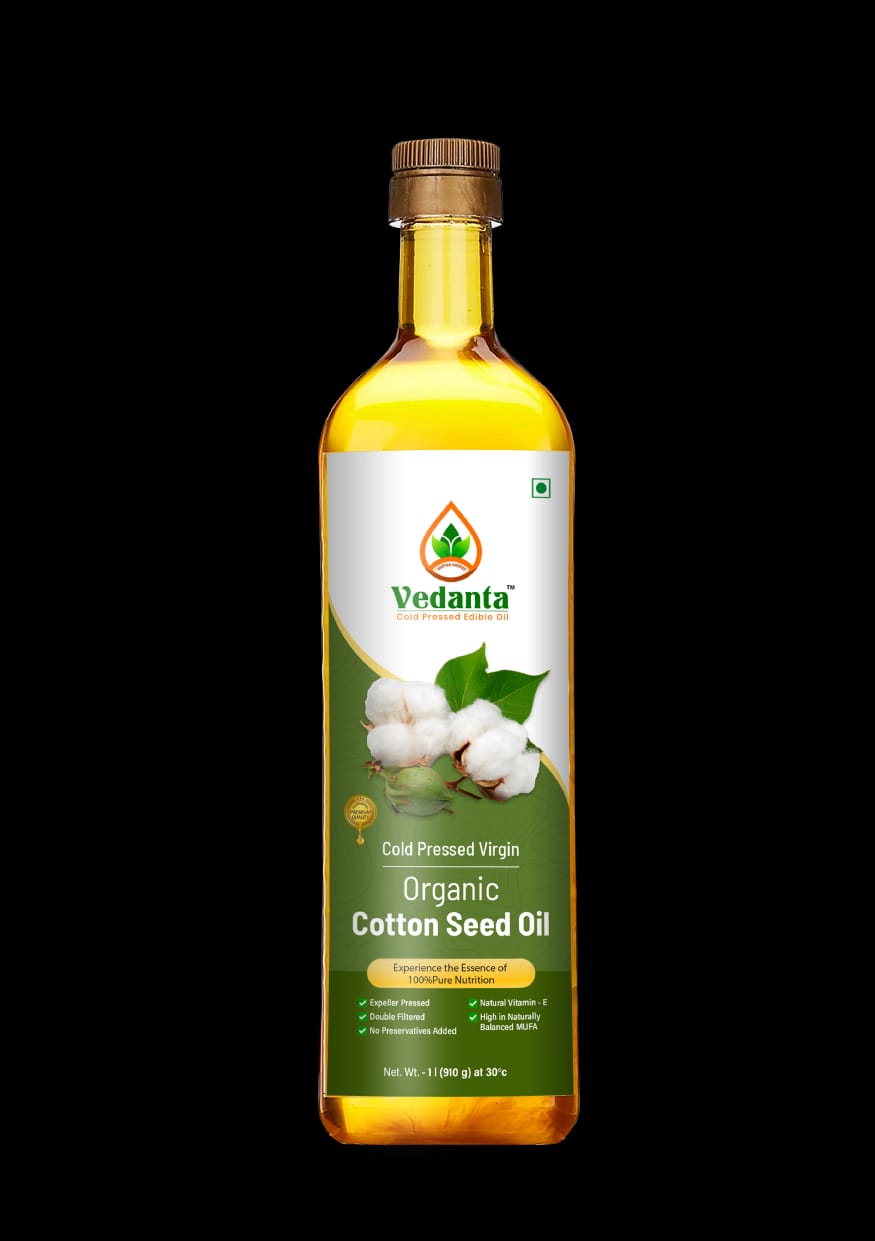 Vedanta™
Cold Pressed Edible Oil
PREMIUM
QUALITY
Cold Pressed Virgin
Organic
Cotton Seed Oil
Experience the Essence of
100%Pure Nutrition
Expeller Pressed
Double Filtered
No Preservatives Added
Natural Vitamin - E
High in Naturally
Balanced MUFA
Net. Wt. - 1 l (910 g) at 30°c